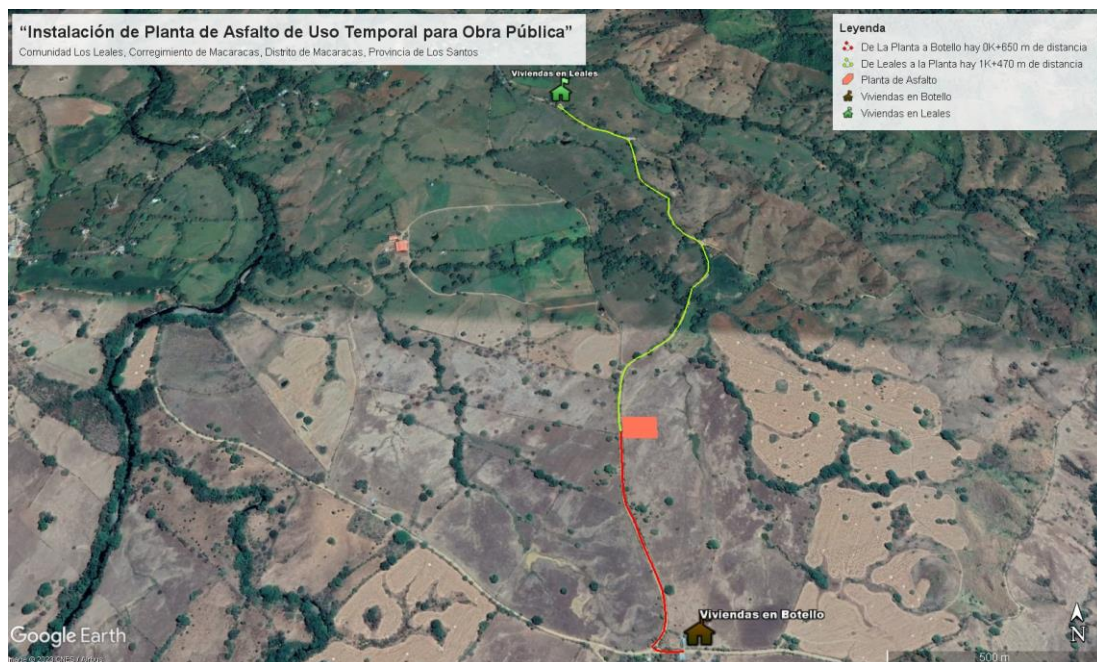 “Instalación de Planta de Asfalto de Uso Temporal para Obra Pública”
Comunidad Los Leales, Corregimiento de Macaracas, Distrito de Macaracas, Provincia de Los Santos
Leyenda
De La Planta a Botello hay 0K+650 m de distancia
De Leales a la Planta hay 1K+470 m de distancia
Planta de Asfalto
Viviendas en Botello
Viviendas en Leales
Viviendas en Leales
Viviendas en Botello
Google Earth
N
500 m